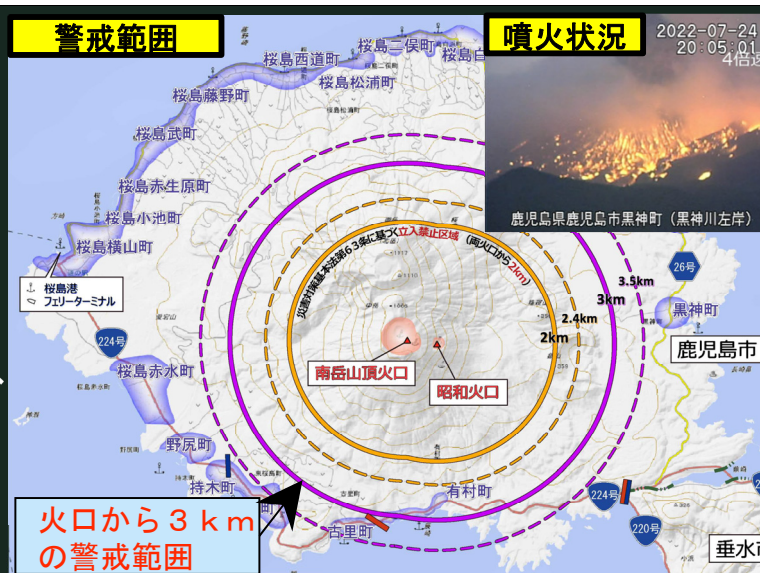 警戒範囲
噴火状況
2022-07-24
20:05:01
4倍速
鹿児島県鹿児島市黒神町（黒神川左岸）
桜島二俣町
桜島白
桜島西道町
桜島松浦町
桜島藤野町
桜島武町
桜島赤生原町
桜島小池町
桜島横山町
桜島港
フェリーターミナル
224号
桜島赤水町
野尻町
持木町
古里町
有村町
災害対策基本法第63条に基づく立入禁止区域（両火口から2km）
南岳山頂火口
昭和火口
2km
2.4km
3km
3.5km
26号
黒神町
鹿児島市
224号
220号
垂水市
火口から３ｋｍ
の警戒範囲